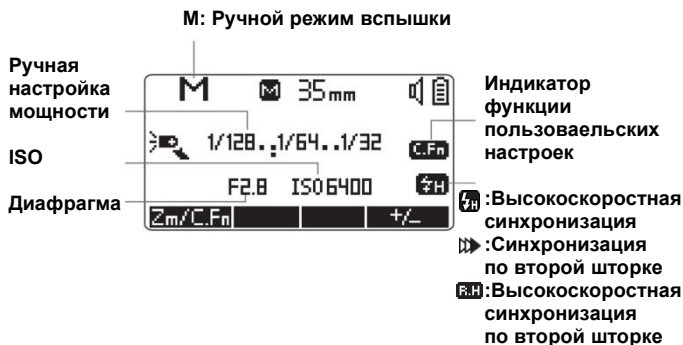 M: Ручной режим вспышки
Ручная
настройка
мощности
ISO
Диафрагма
M M 35mm
1/128..1/64..1/32 C.Fn
F2.8 ISO6400 H
Zm/C.Fn +/-
Индикатор
функции
пользоваельских
настроек
H :Высокоскоростная
синхронизация
:Синхронизация
по второй шторке
R.H :Высокоскоростная
синхронизация
по второй шторке